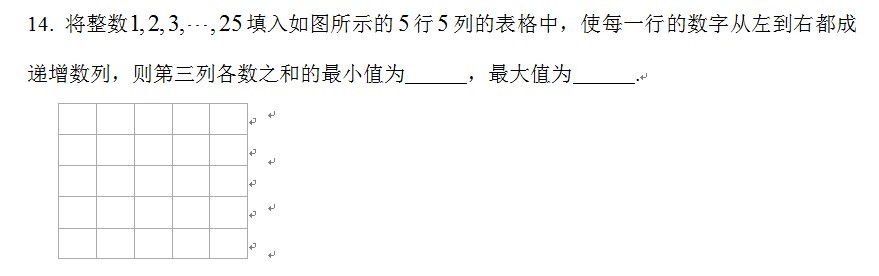 14. 将整数1,2,3,⋯,25填入如图所示的5行5列的表格中，使每一行的数字从左到右都成
递增数列，则第三列各数之和的最小值为______，最大值为______.